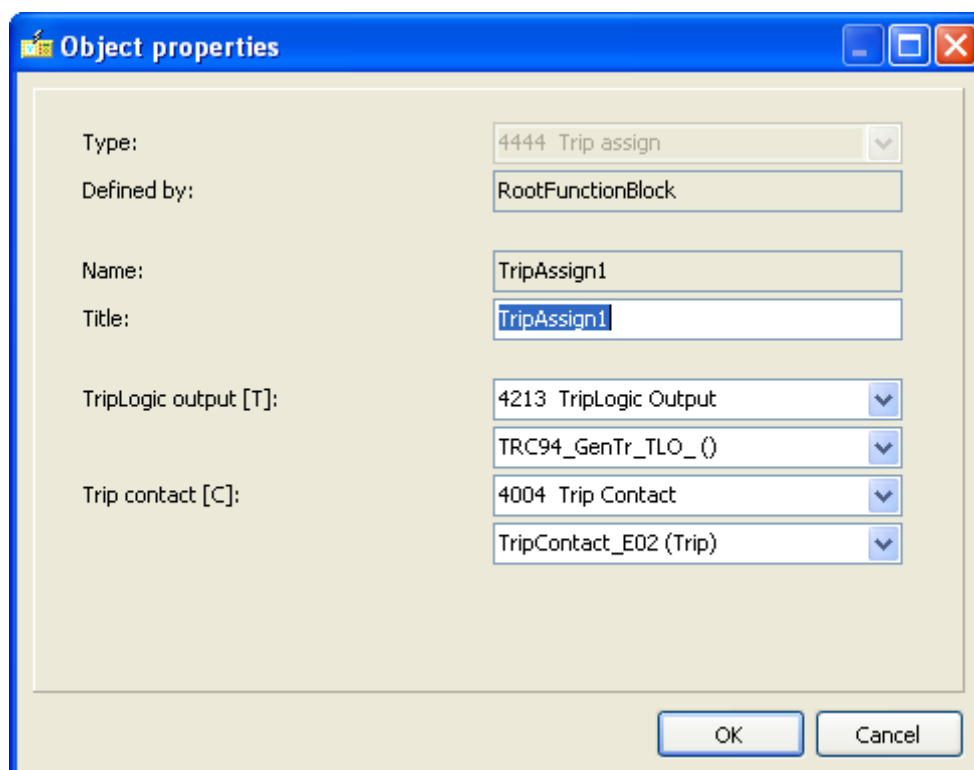 Object properties
Type: 4444 Trip assign
Defined by: RootFunctionBlock
Name: TripAssign1
Title: TripAssign1
TripLogic output [T]: 4213 TripLogic Output
TRC94_GenTr_TLO_ ()
Trip contact [C]: 4004 Trip Contact
TripContact_E02 (Trip)
OK Cancel